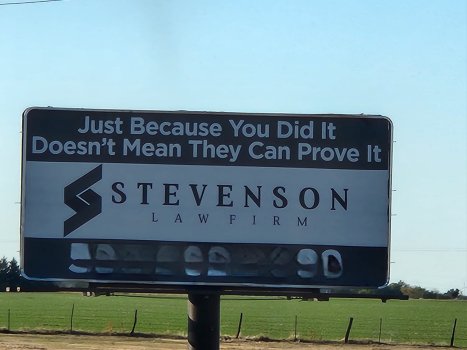 Just Because You Did It
Doesn't Mean They Can Prove It
STEVENSON
LAW FIRM